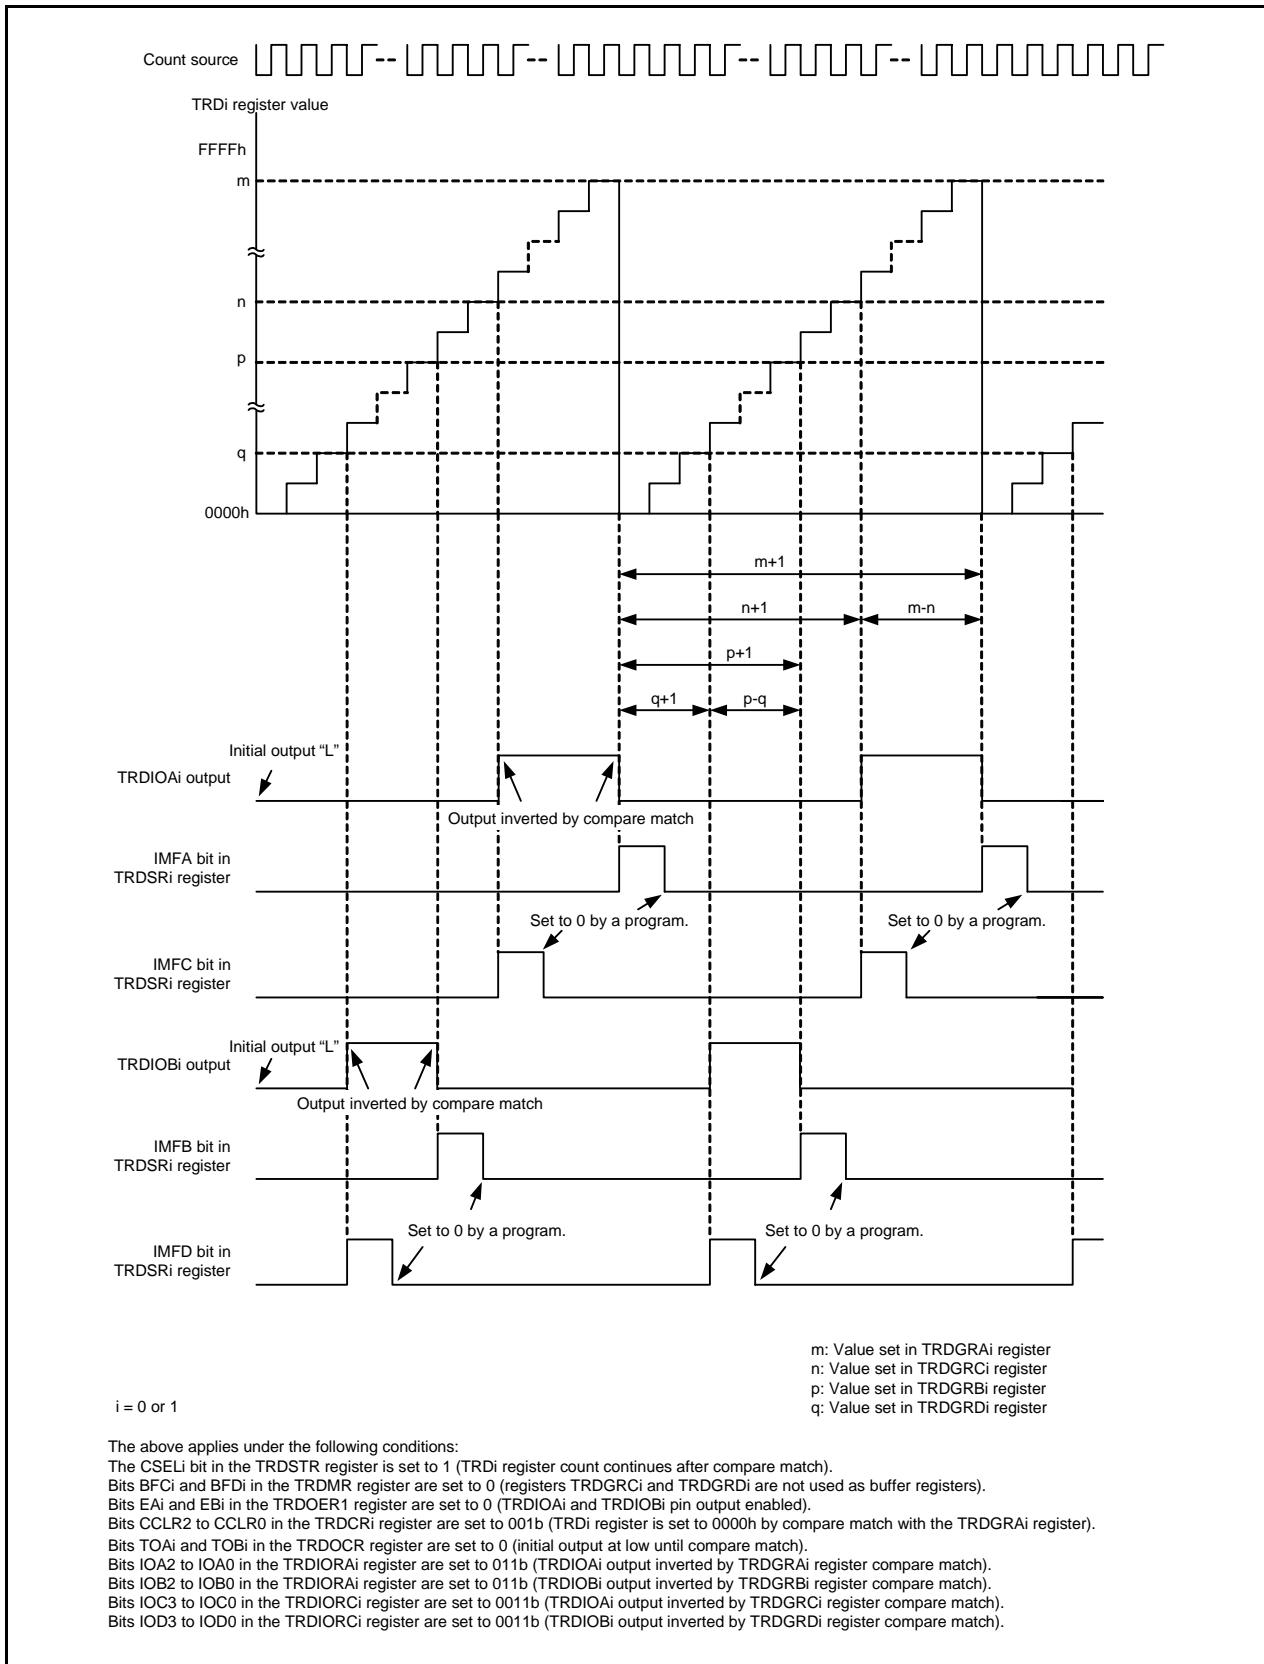 Count source
TRDi register value
FFFFh
m
n
p
q
0000h
m+1
n+1
m-n
p+1
q+1
p-q
Initial output “L”
TRDIOAi output
Output inverted by compare match
IMFA bit in
TRDSRi register
Set to 0 by a program.
Set to 0 by a program.
IMFC bit in
TRDSRi register
Initial output “L”
TRDIOBi output
Output inverted by compare match
IMFB bit in
TRDSRi register
Set to 0 by a program.
Set to 0 by a program.
IMFD bit in
TRDSRi register
m: Value set in TRDGRAi register
n: Value set in TRDGRCi register
p: Value set in TRDGRBi register
q: Value set in TRDGRDi register
i = 0 or 1
The above applies under the following conditions:
The CSELi bit in the TRDSTR register is set to 1 (TRDi register count continues after compare match).
Bits BFCi and BFDi in the TRDMR register are set to 0 (registers TRDGRCi and TRDGRDi are not used as buffer registers).
Bits EAi and EBi in the TRDOER1 register are set to 0 (TRDIOAi and TRDIOBi pin output enabled).
Bits CCLR2 to CCLR0 in the TRDCRi register are set to 001b (TRDi register is set to 0000h by compare match with the TRDGRAi register).
Bits TOAi and TOBi in the TRDOCR register are set to 0 (initial output at low until compare match).
Bits IOA2 to IOA0 in the TRDIORAi register are set to 011b (TRDIOAi output inverted by TRDGRAi register compare match).
Bits IOB2 to IOB0 in the TRDIORAi register are set to 011b (TRDIOBi output inverted by TRDGRBi register compare match).
Bits IOC3 to IOC0 in the TRDIORCi register are set to 0011b (TRDIOAi output inverted by TRDGRCi register compare match).
Bits IOD3 to IOD0 in the TRDIORCi register are set to 0011b (TRDIOBi output inverted by TRDGRDi register compare match).